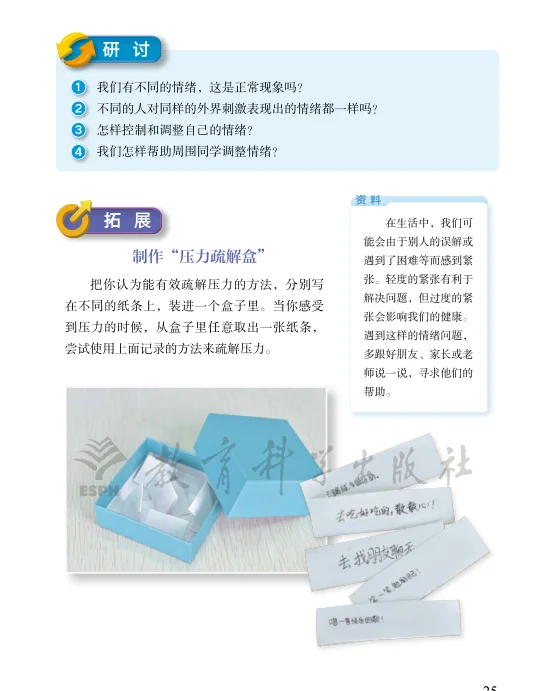 研讨
1 我们有不同的情绪，这是正常现象吗？
2 不同的人对同样的外界刺激表现出的情绪都一样吗？
3 怎样控制和调整自己的情绪？
4 我们怎样帮助周围同学调整情绪？
拓展
制作“压力疏解盒”
把你认为能有效疏解压力的方法，分别写
在不同的纸条上，装进一个盒子里。当你感受
到压力的时候，从盒子里任意取出一张纸条，
尝试使用上面记录的方法来疏解压力。
资料
在生活中，我们可
能会由于别人的误解或
遇到了困难等而感到紧
张。轻度的紧张有利于
解决问题，但过度的紧
张会影响我们的健康。
遇到这样的情绪问题，
多跟好朋友、家长或老
师说一说，寻求他们的
帮助。
ESPH 教育科学出版社
去吃好吃的，散散心！！
去找朋友聊天
唱一首快乐的歌！
25